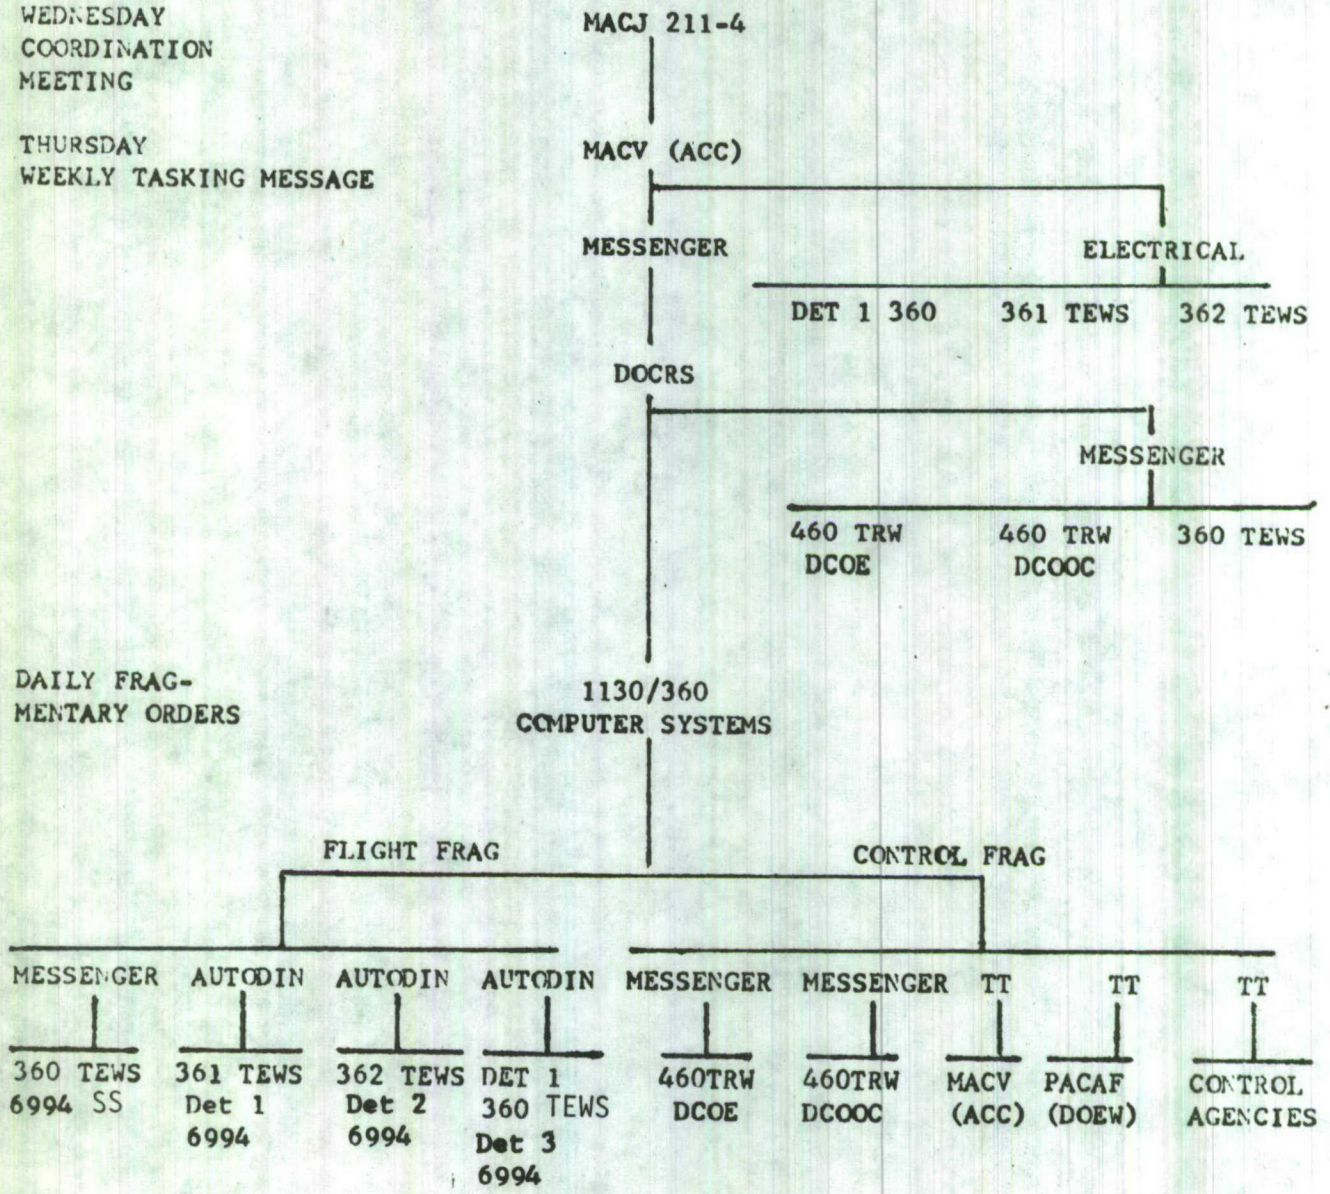 WEDNESDAY
COORDINATION
MEETING
MACJ 211-4
THURSDAY
WEEKLY TASKING MESSAGE
MACV (ACC)
MESSENGER
ELECTRICAL
DET 1 360
361 TEWS
362 TEWS
DOCRS
MESSENGER
460 TRW
DCOE
460 TRW
DCOOC
360 TEWS
DAILY FRAG-
MENTARY ORDERS
1130/360
COMPUTER SYSTEMS
FLIGHT FRAG
CONTROL FRAG
MESSENGER
AUTODIN
AUTODIN
AUTODIN
MESSENGER
MESSENGER
TT
TT
TT
360 TEWS
6994 SS
361 TEWS
Det 1
6994
362 TEWS
Det 2
6994
DET 1
360 TEWS
Det 3
6994
460TRW
DCOE
460TRW
DCOOC
MACV
(ACC)
PACAF
(DOEW)
CONTROL
AGENCIES